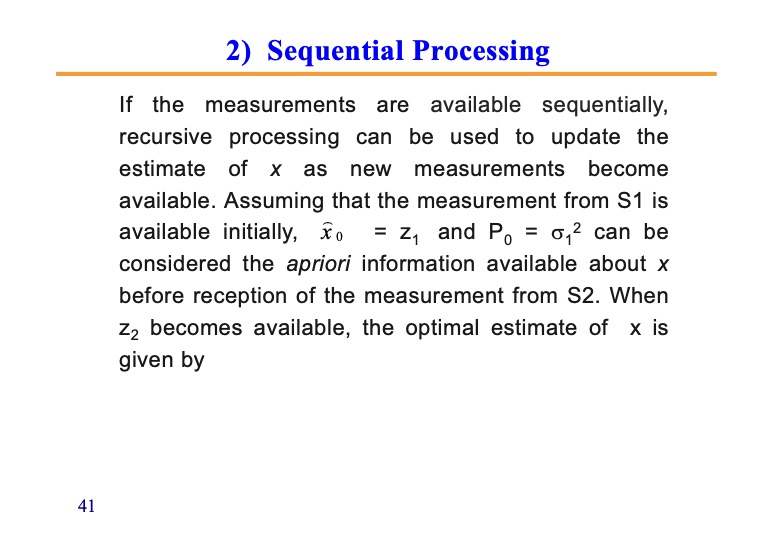 2) Sequential Processing
If the measurements are available sequentially,
recursive processing can be used to update the
estimate of x as new measurements become
available. Assuming that the measurement from S1 is
available initially, x̂₀ = z₁ and P₀ = σ₁² can be
considered the apriori information available about x
before reception of the measurement from S2. When
z₂ becomes available, the optimal estimate of x is
given by
41